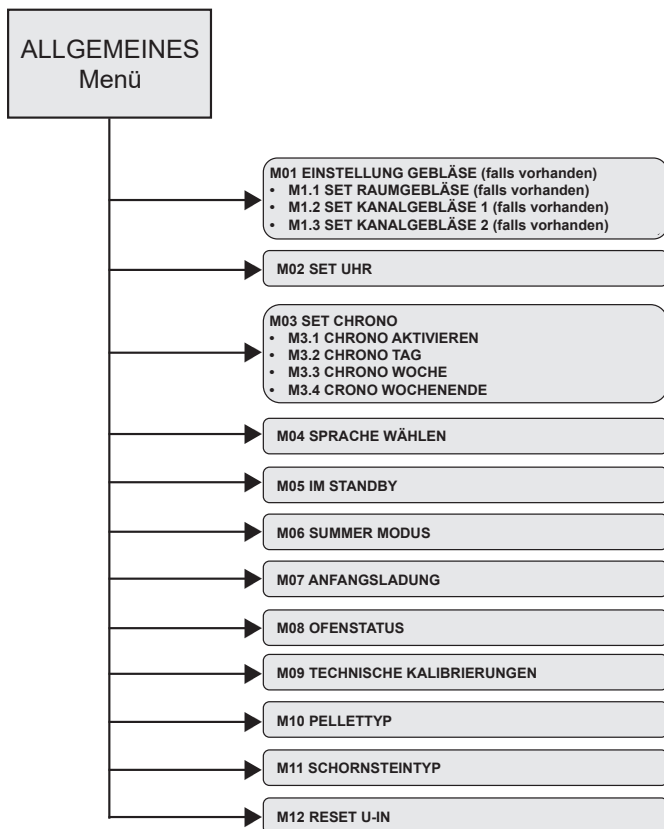 ALLGEMEINES
Menü
M01 EINSTELLUNG GEBLÄSE (falls vorhanden)
• M1.1 SET RAUMGEBLÄSE (falls vorhanden)
• M1.2 SET KANALGEBLÄSE 1 (falls vorhanden)
• M1.3 SET KANALGEBLÄSE 2 (falls vorhanden)
M02 SET UHR
M03 SET CHRONO
• M3.1 CHRONO AKTIVIEREN
• M3.2 CHRONO TAG
• M3.3 CHRONO WOCHE
• M3.4 CRONO WOCHENENDE
M04 SPRACHE WÄHLEN
M05 IM STANDBY
M06 SUMMER MODUS
M07 ANFANGSLADUNG
M08 OFENSTATUS
M09 TECHNISCHE KALIBRIERUNGEN
M10 PELLETTYP
M11 SCHORNSTEINTYP
M12 RESET U-IN